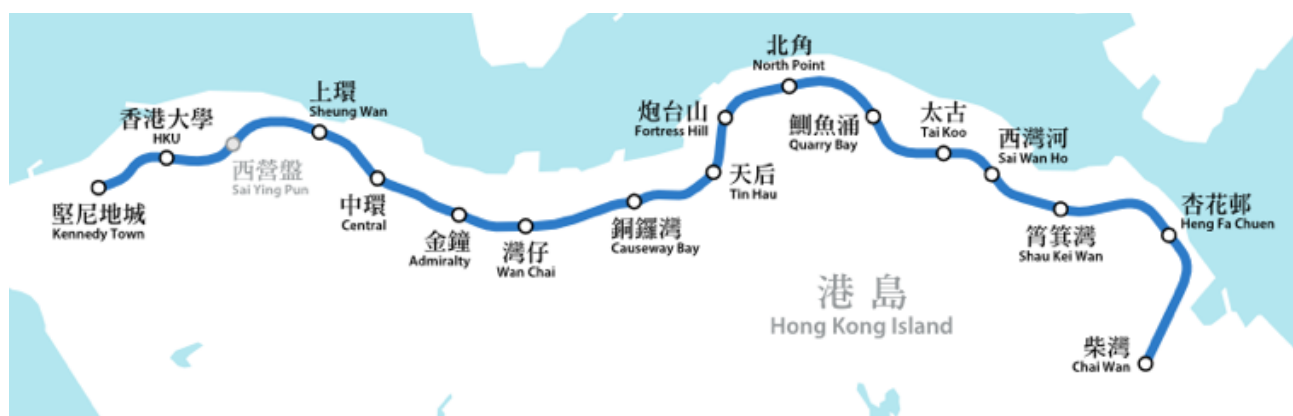 堅尼地城
Kennedy Town
香港大學
HKU
西營盤
Sai Ying Pun
上環
Sheung Wan
中環
Central
金鐘
Admiralty
灣仔
Wan Chai
銅鑼灣
Causeway Bay
天后
Tin Hau
炮台山
Fortress Hill
北角
North Point
鰂魚涌
Quarry Bay
太古
Tai Koo
西灣河
Sai Wan Ho
筲箕灣
Shau Kei Wan
杏花邨
Heng Fa Chuen
柴灣
Chai Wan
港島
Hong Kong Island